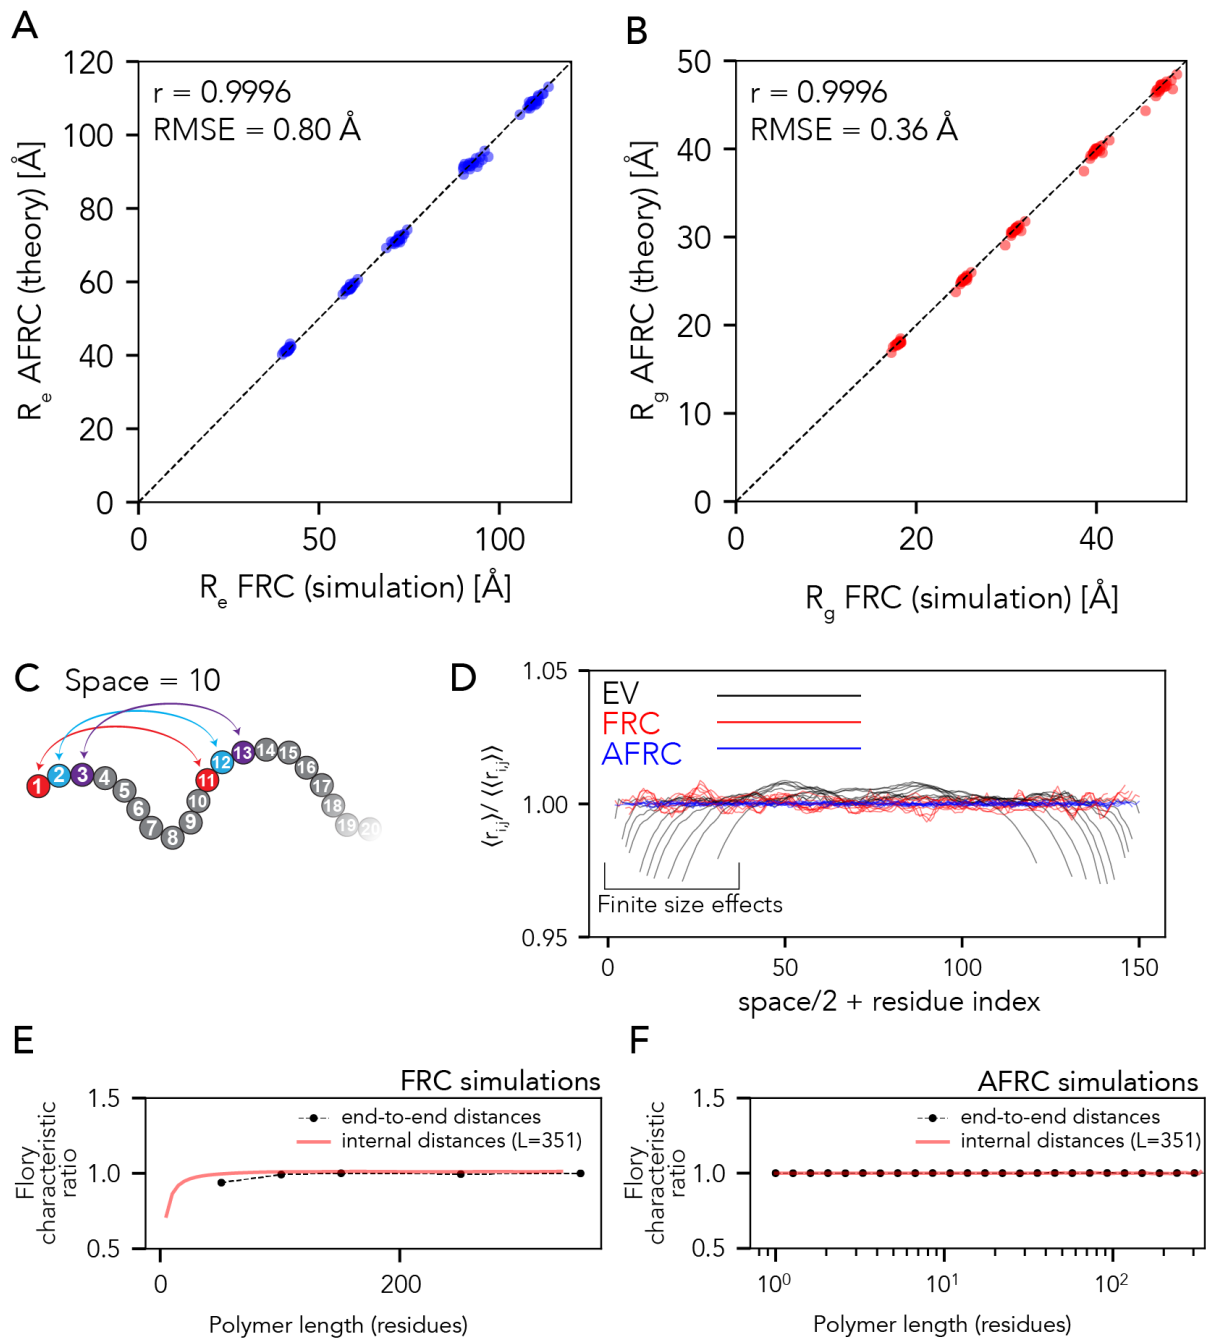 A
r = 0.9996
RMSE = 0.80 Å
120
100
80
60
40
20
0
0 50 100
Re AFRC (theory) [Å]
Re FRC (simulation) [Å]
B
r = 0.9996
RMSE = 0.36 Å
50
40
30
20
10
0
0 20 40
Rg AFRC (theory) [Å]
Rg FRC (simulation) [Å]
C Space = 10
1 2 3 4 5 6 7 8 9 10 11 12 13 14 15 16 17 18 19 20
D
EV
FRC
AFRC
1.05
1.00
0.95
⟨ri,j⟩ / ⟨⟨ri,j⟩⟩
Finite size effects
0 50 100 150
space/2 + residue index
E
FRC simulations
end-to-end distances
internal distances (L=351)
1.5
1.0
0.5
Flory
characteristic
ratio
0 200
Polymer length (residues)
F
AFRC simulations
end-to-end distances
internal distances (L=351)
1.5
1.0
0.5
Flory
characteristic
ratio
10⁰ 10¹ 10²
Polymer length (residues)